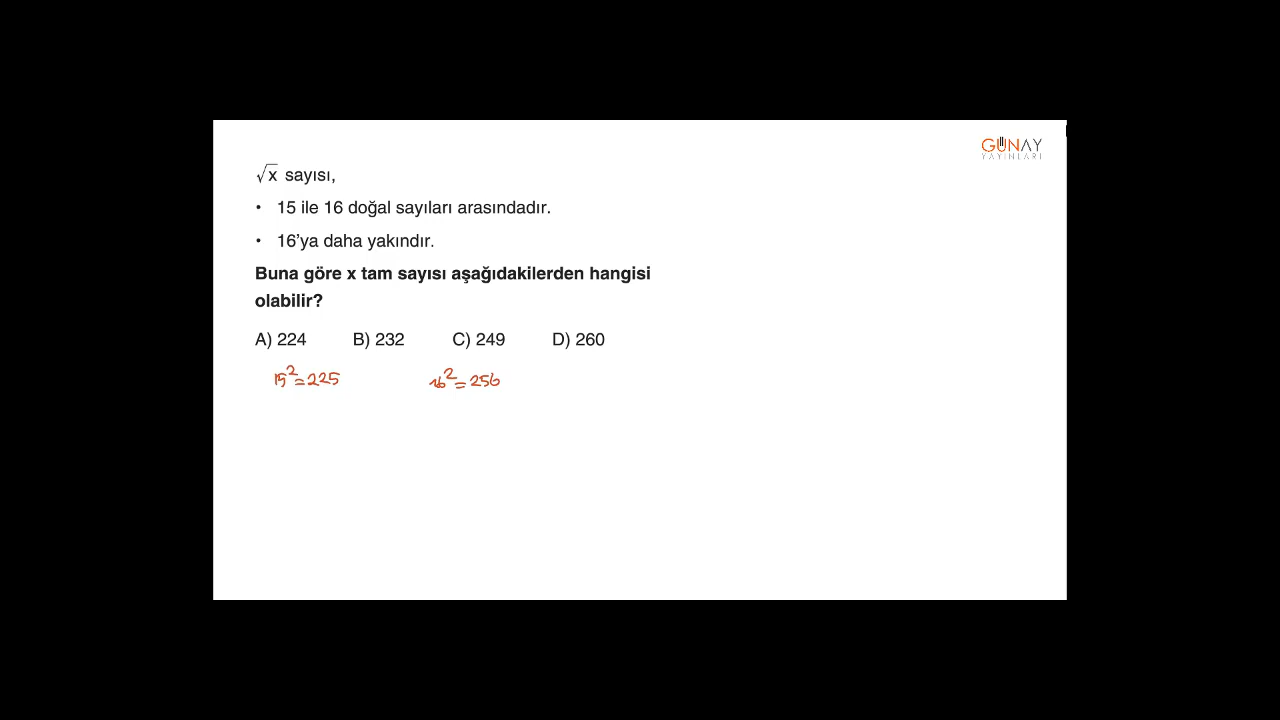 GÜNAY
YAYINLARI
√x sayısı,
• 15 ile 16 doğal sayıları arasındadır.
• 16’ya daha yakındır.
Buna göre x tam sayısı aşağıdakilerden hangisi
olabilir?
A) 224 B) 232 C) 249 D) 260
15²=225 16²=256